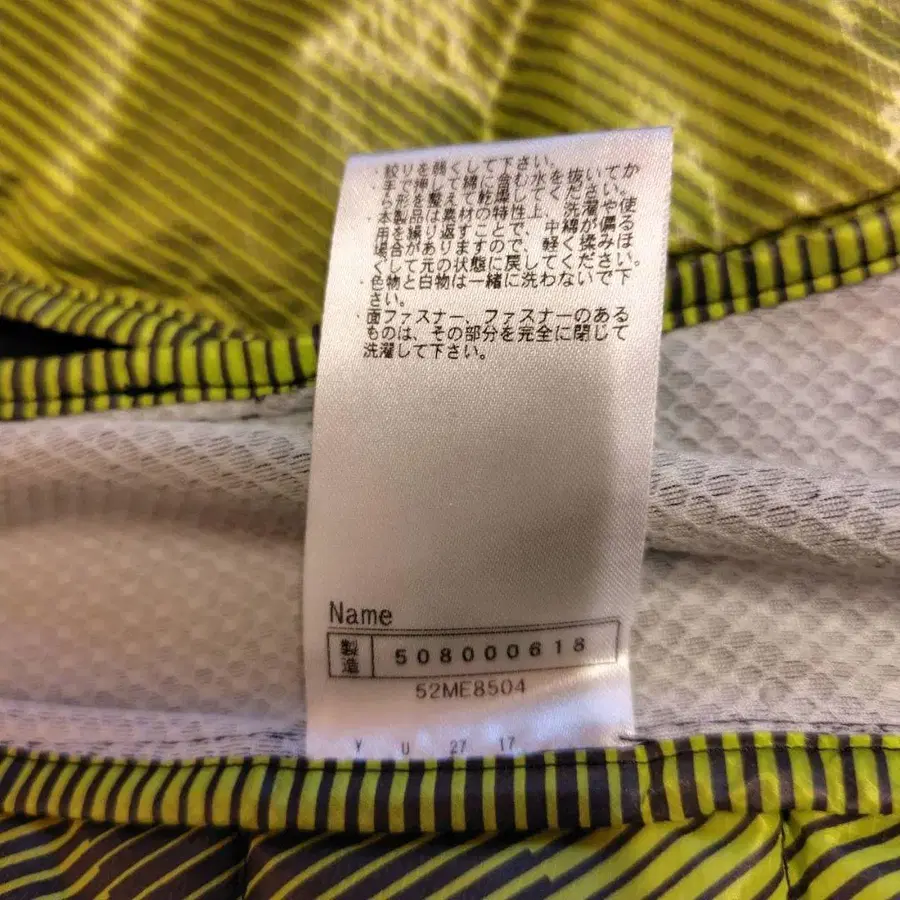 ・絞りを弱くして下さい。
・手で押して綿に含む水を抜いてか
ら形を整えて乾燥してください。
・本製品は素材の特性上、洗濯や使
用を繰り返すことで、中綿が偏る
場合がありますので、軽く揉みほ
ぐして元の状態に戻してください。
・色物と白物は一緒に洗わないで下
さい。
・面ファスナー、ファスナーのある
ものは、その部分を完全に閉じて
洗濯して下さい。
Name
製造 508000618
52ME8504
Y U 27 17